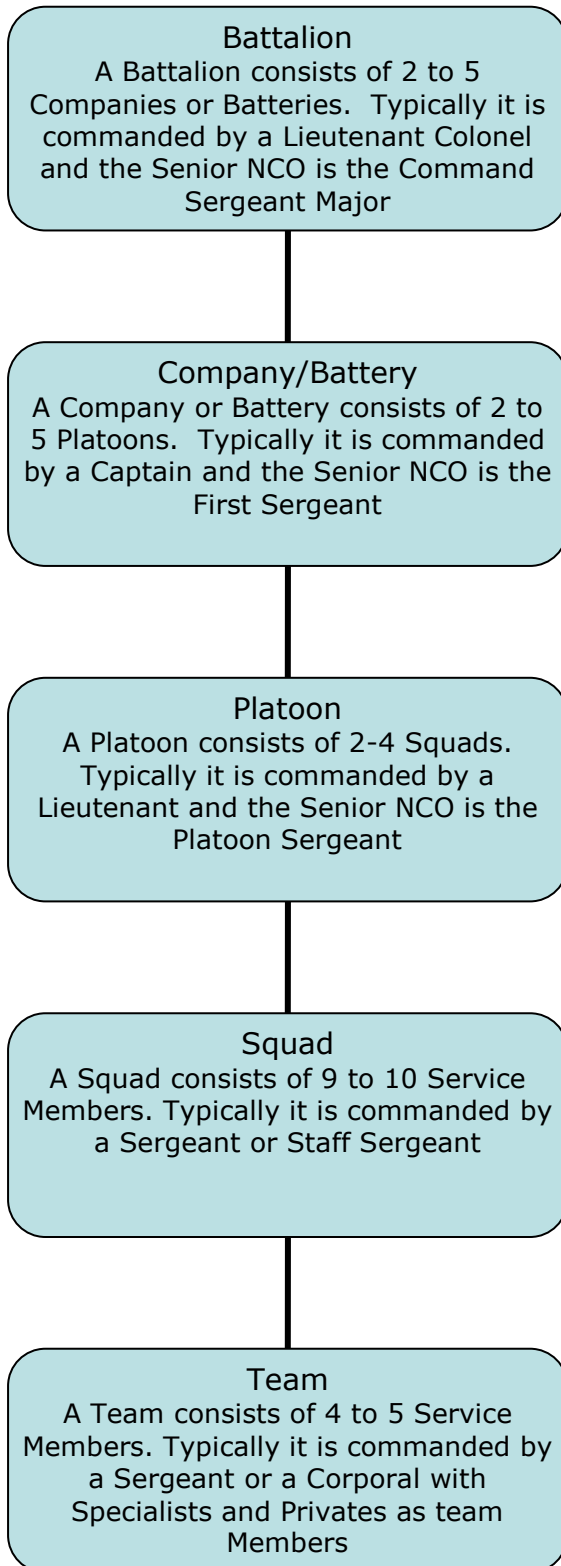 Battalion
A Battalion consists of 2 to 5
Companies or Batteries.  Typically it is
commanded by a Lieutenant Colonel
and the Senior NCO is the Command
Sergeant Major
Company/Battery
A Company or Battery consists of 2 to
5 Platoons.  Typically it is commanded
by a Captain and the Senior NCO is the
First Sergeant
Platoon
A Platoon consists of 2-4 Squads.
Typically it is commanded by a
Lieutenant and the Senior NCO is the
Platoon Sergeant
Squad
A Squad consists of 9 to 10 Service
Members. Typically it is commanded by
a Sergeant or Staff Sergeant
Team
A Team consists of 4 to 5 Service
Members. Typically it is commanded by
a Sergeant or a Corporal with
Specialists and Privates as team
Members